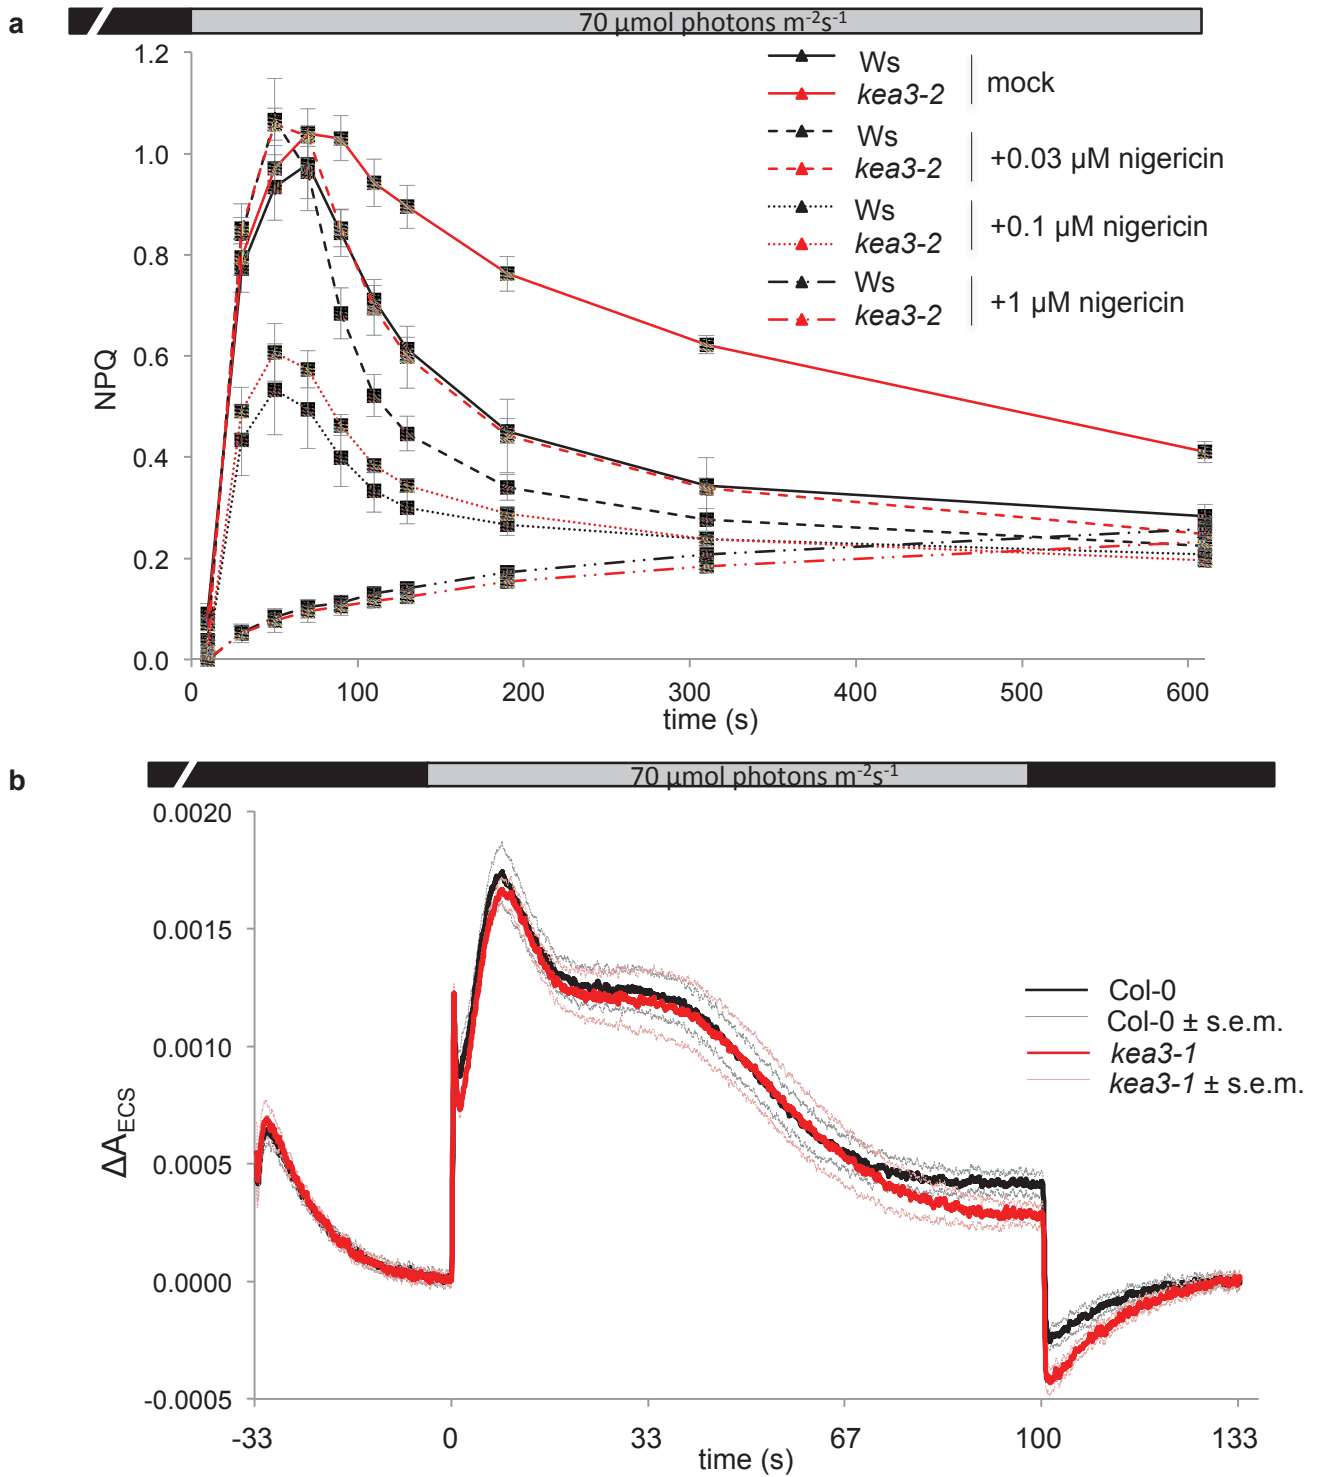 a
70 µmol photons m-2s-1
1.2
1.0
0.8
0.6
0.4
0.2
0.0
NPQ
0 100 200 300 400 500 600
time (s)
Ws
kea3-2
mock
Ws
kea3-2
+0.03 µM nigericin
Ws
kea3-2
+0.1 µM nigericin
Ws
kea3-2
+1 µM nigericin
b
70 µmol photons m-2s-1
0.0020
0.0015
0.0010
0.0005
0.0000
-0.0005
ΔAECS
-33 0 33 67 100 133
time (s)
Col-0
Col-0 ± s.e.m.
kea3-1
kea3-1 ± s.e.m.